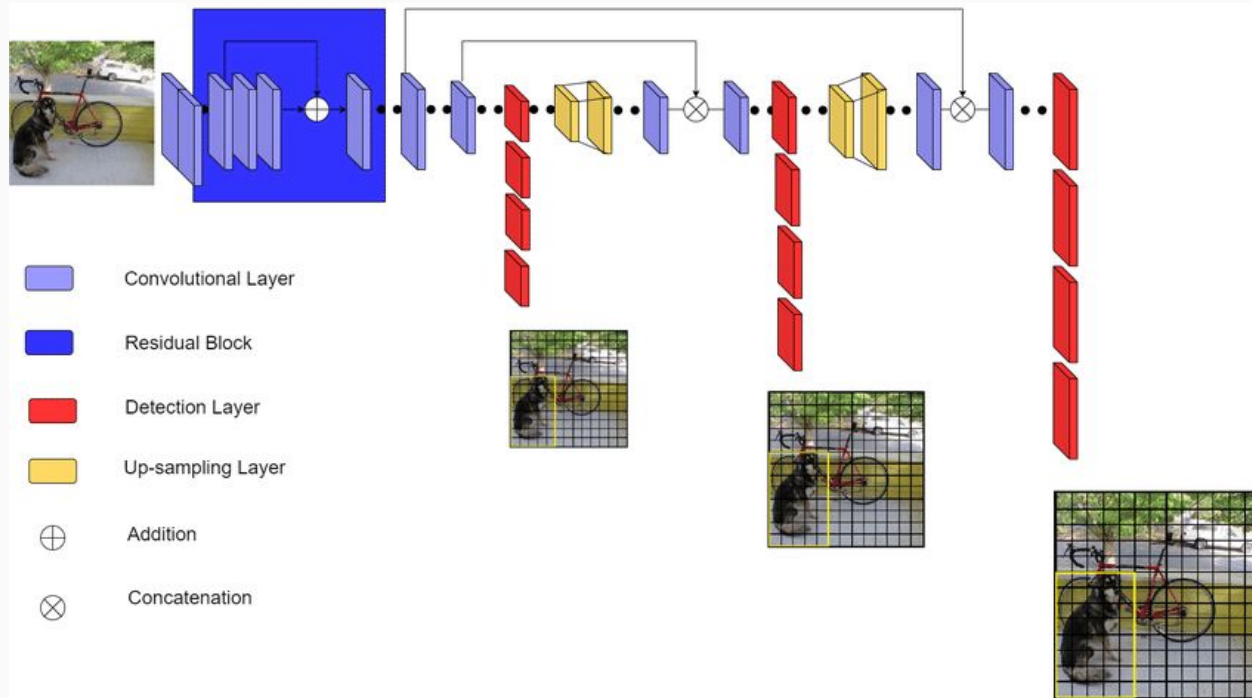 Convolutional Layer
Residual Block
Detection Layer
Up-sampling Layer
Addition
Concatenation